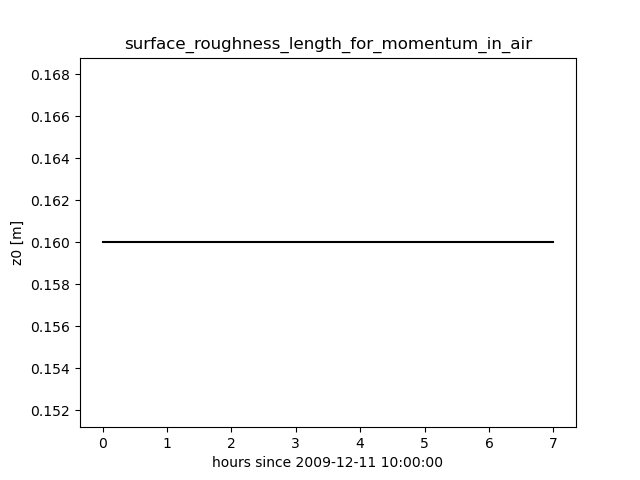 surface_roughness_length_for_momentum_in_air
0.168
0.166
0.164
0.162
0.160
0.158
0.156
0.154
0.152
z0 [m]
0 1 2 3 4 5 6 7
hours since 2009-12-11 10:00:00